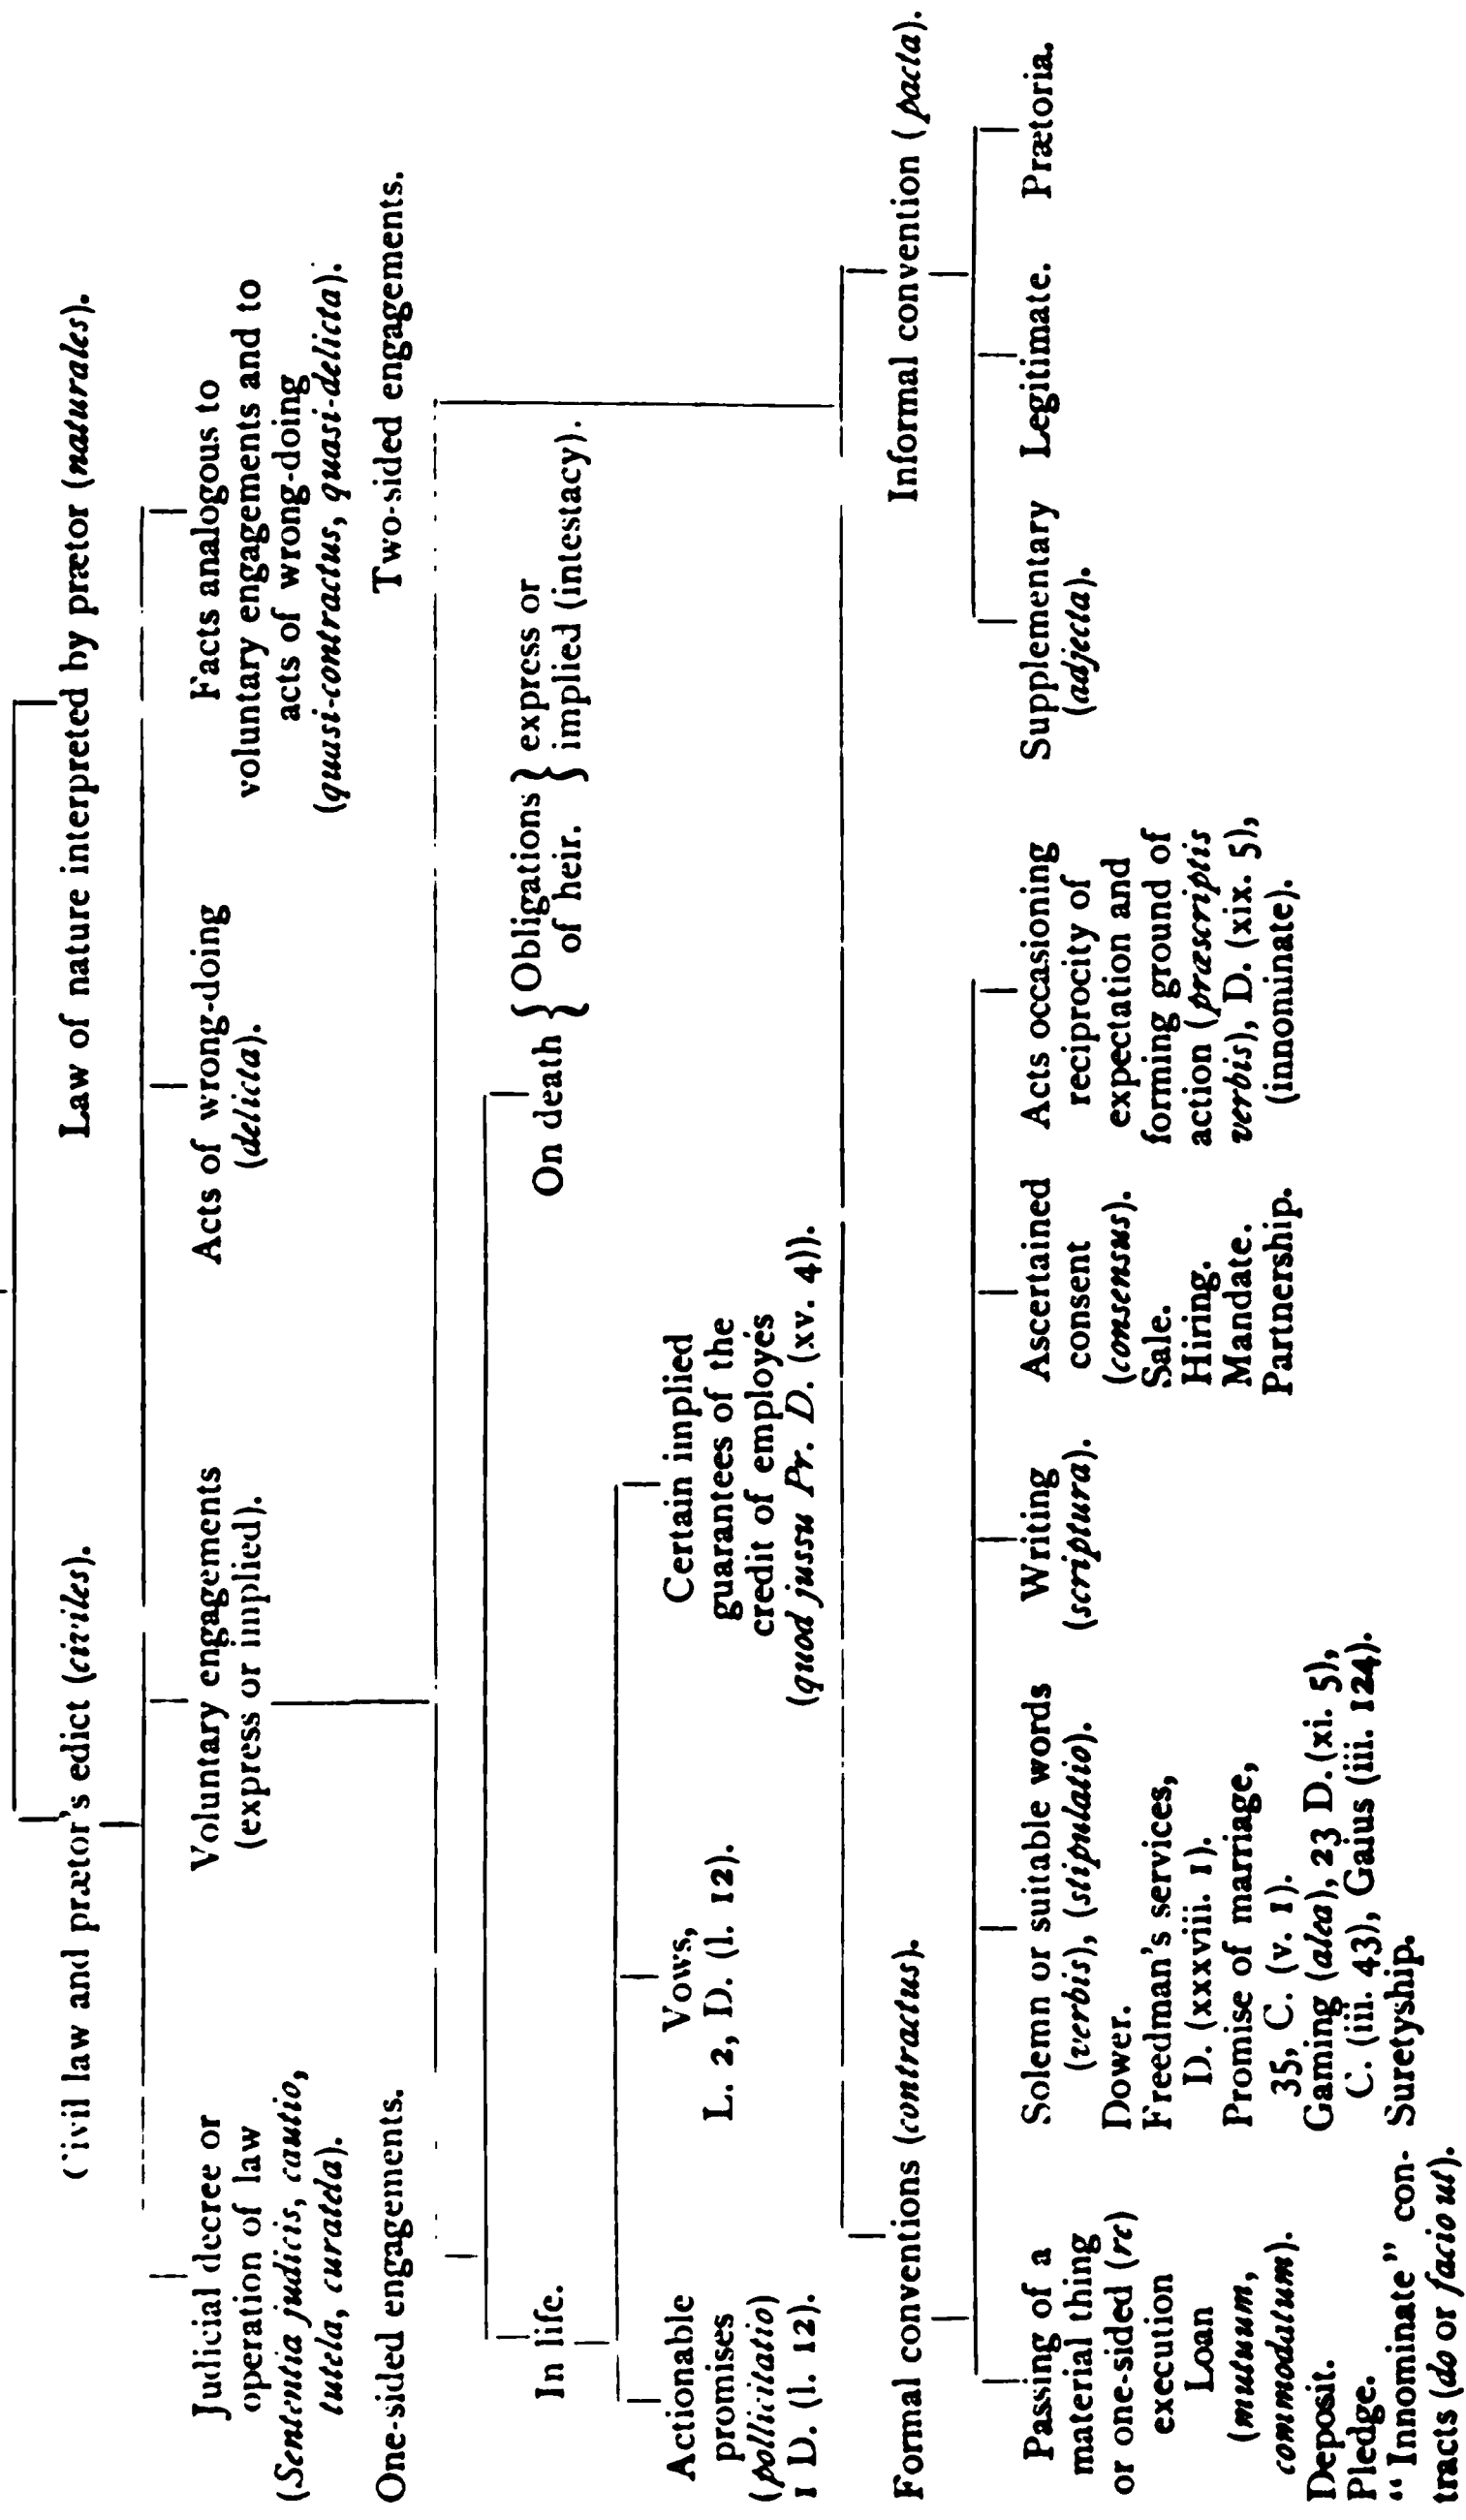 Civil law and prætor's edict (civiles).
Law of nature interpreted by prætor (naturales).
Judicial decree or
operation of law
(Sententia judicis, cautio,
tutela, curatela).
Voluntary engagements
(express or implied).
Acts of wrong-doing
(delicta).
Facts analogous to
voluntary engagements and to
acts of wrong-doing
(quasi-contractus, quasi-delicta).
One-sided engagements.
Two-sided engagements.
In life.
On death { Obligations } express or
{ of heir. } implied (intestacy).
Actionable
promises
(pollicitatio)
1 D. (l. 12).
Vows,
L. 2, D. (l. 12).
Certain implied
guarantees of the
credit of employés
(quod jussu Pr. D. (xv. 4)).
Formal conventions (contractus).
Informal convention (pacta).
Passing of a
material thing
or one-sided (re)
execution
Loan
(mutuum,
commodatum).
Deposit.
Pledge.
"Innominate" con-
tracts (do or facio ut).
Solemn or suitable words
(verbis), (stipulatio).
Dower.
Freedman's services,
D. (xxxviii. 1).
Promise of marriage,
35, C. (v. 1).
Gaming (alea), 23 D. (xi. 5),
C. (iii. 43), Gaius (iii. 124).
Suretyship.
Writing
(scriptura).
Ascertained
consent
(consensus).
Sale.
Hiring.
Mandate.
Partnership.
Acts occasioning
reciprocity of
expectation and
forming ground of
action (præscriptis
verbis), D. (xix. 5),
(innominate).
Supplementary
(adjecta).
Legitimate.
Prætoria.